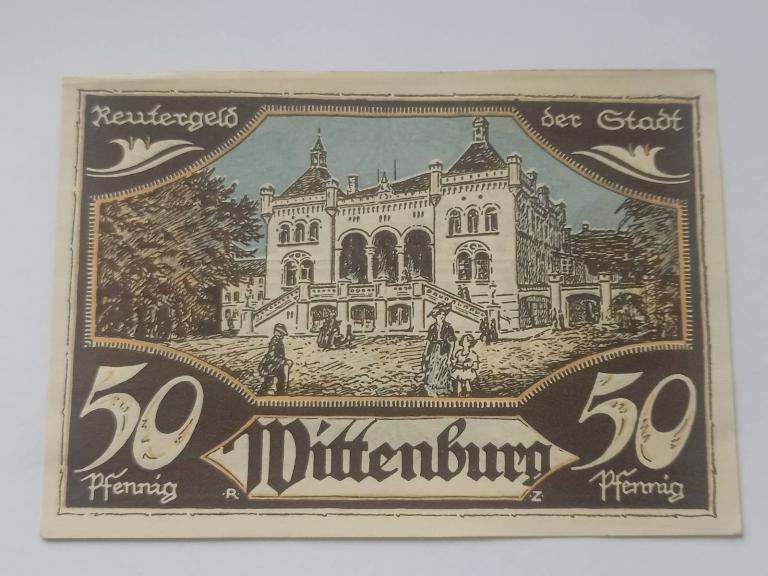 Reutergeld der Stadt
50 50
Pfennig Wittenburg Pfennig
·R· ·Z·